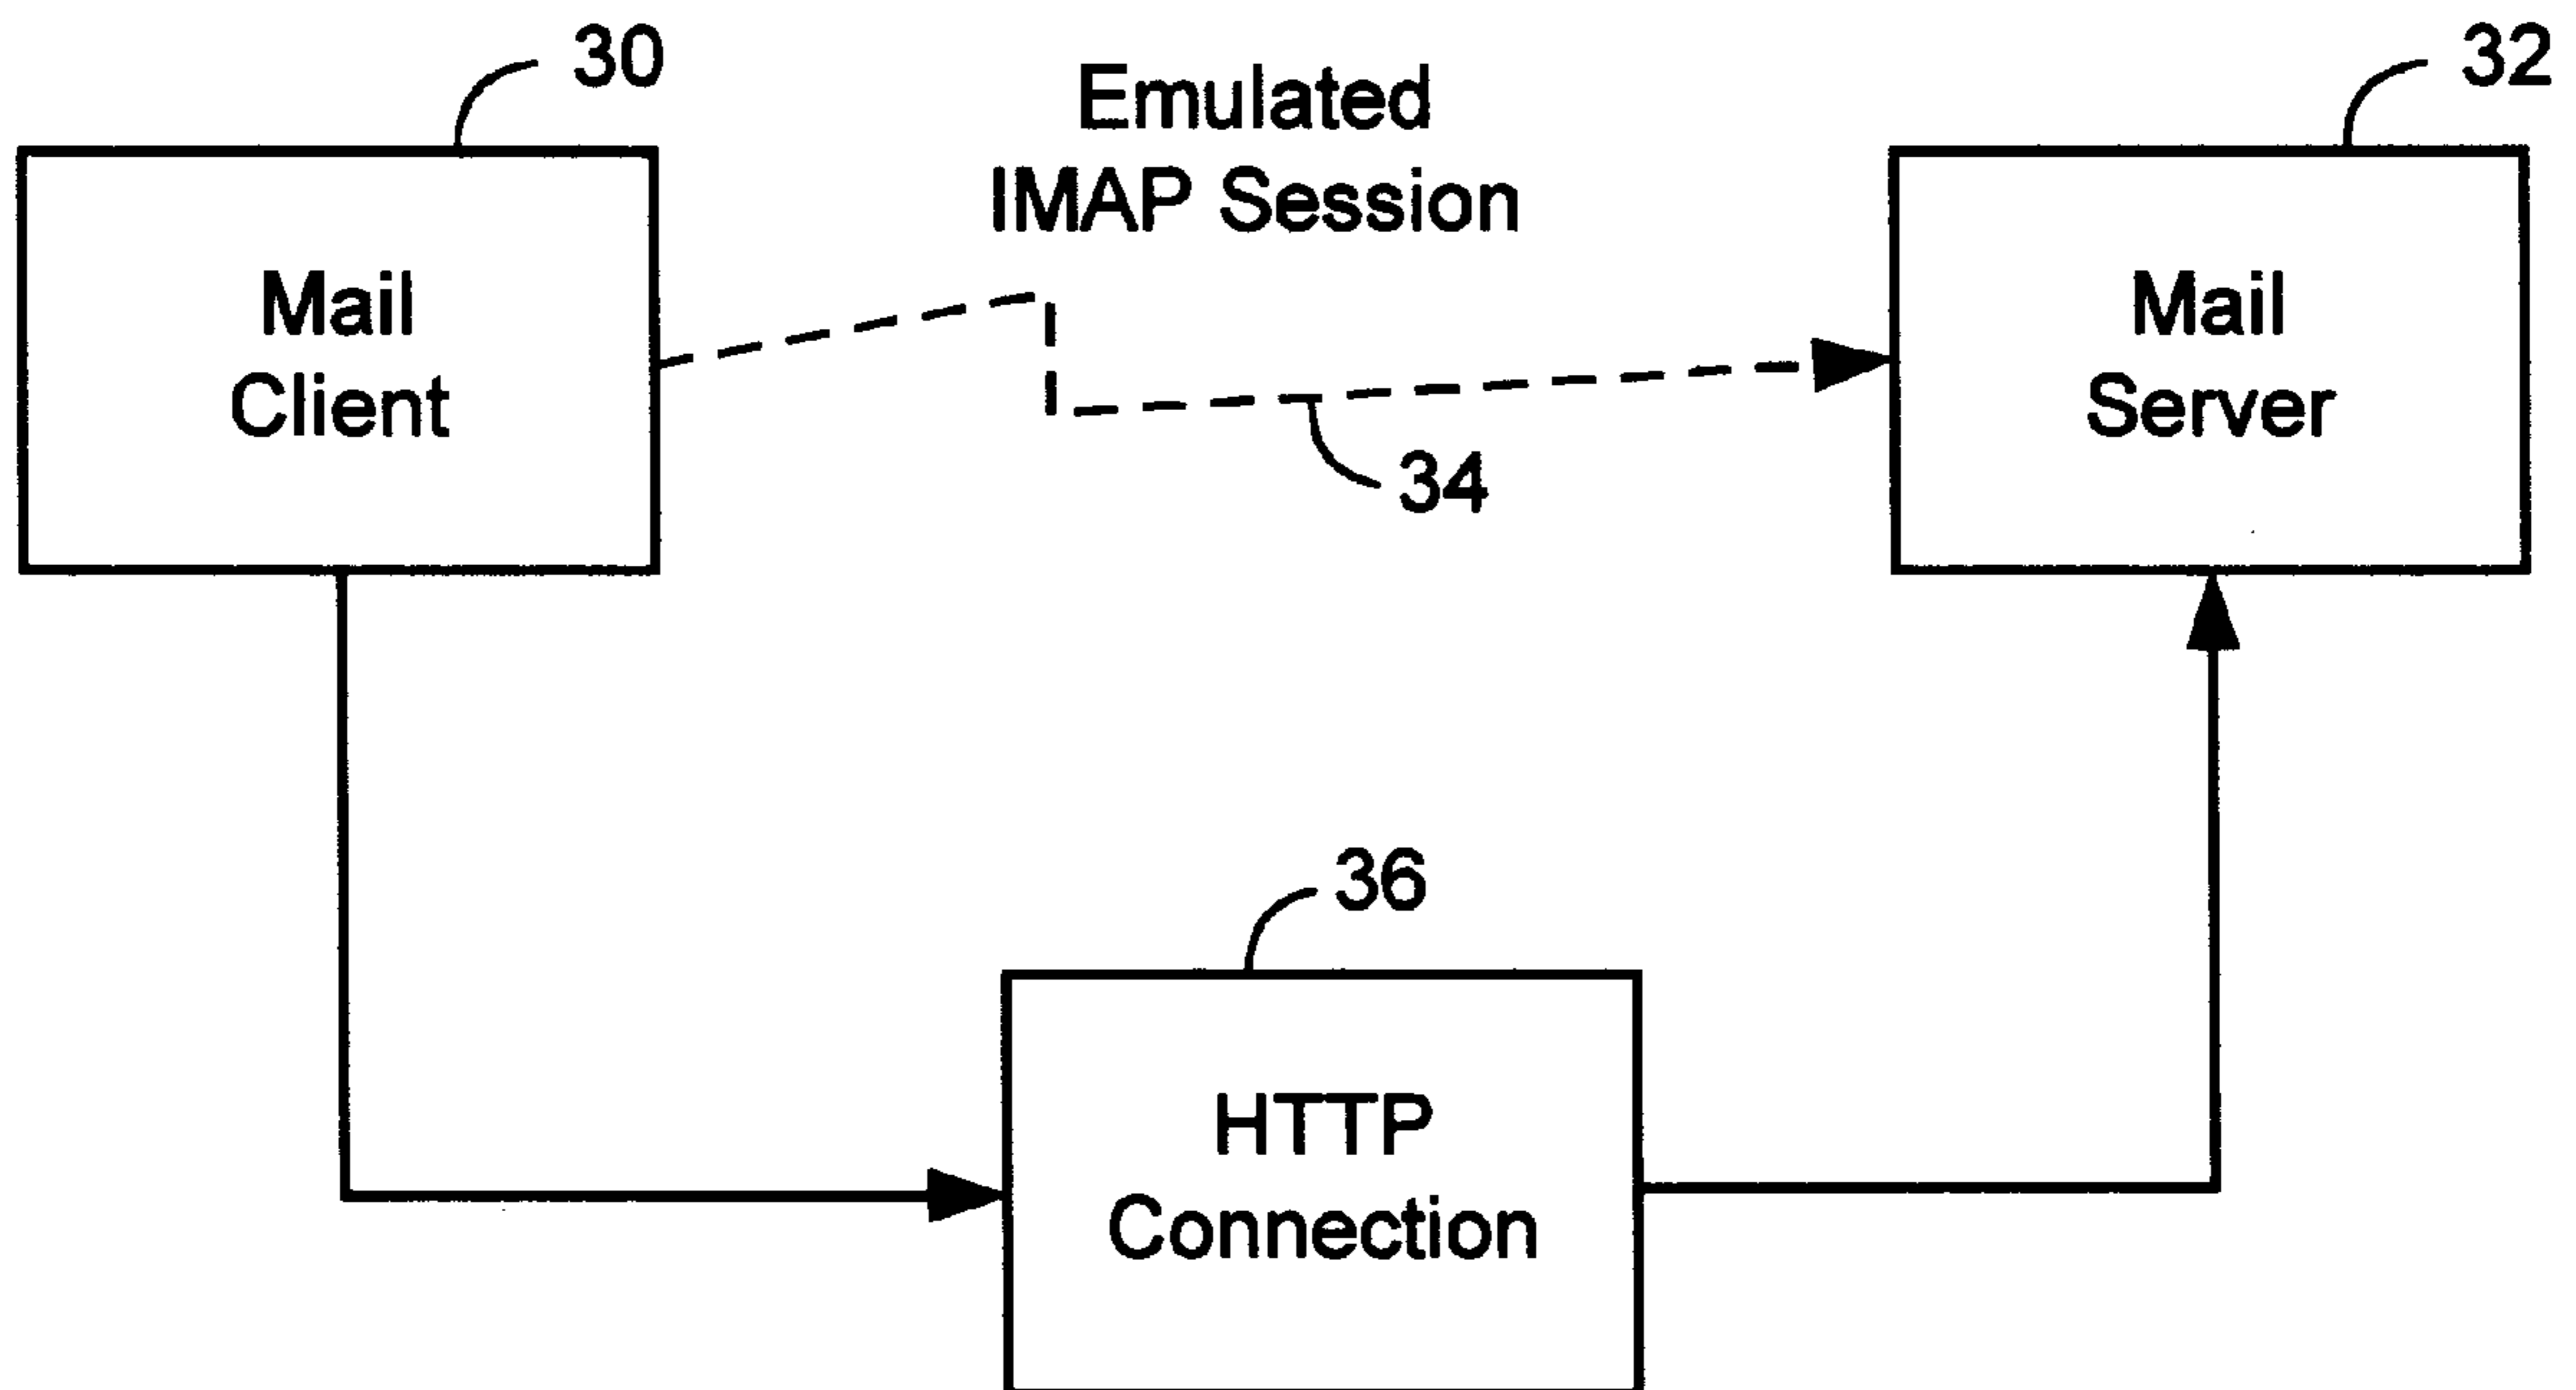 30
Emulated
IMAP Session
32
Mail
Client
Mail
Server
34
36
HTTP
Connection